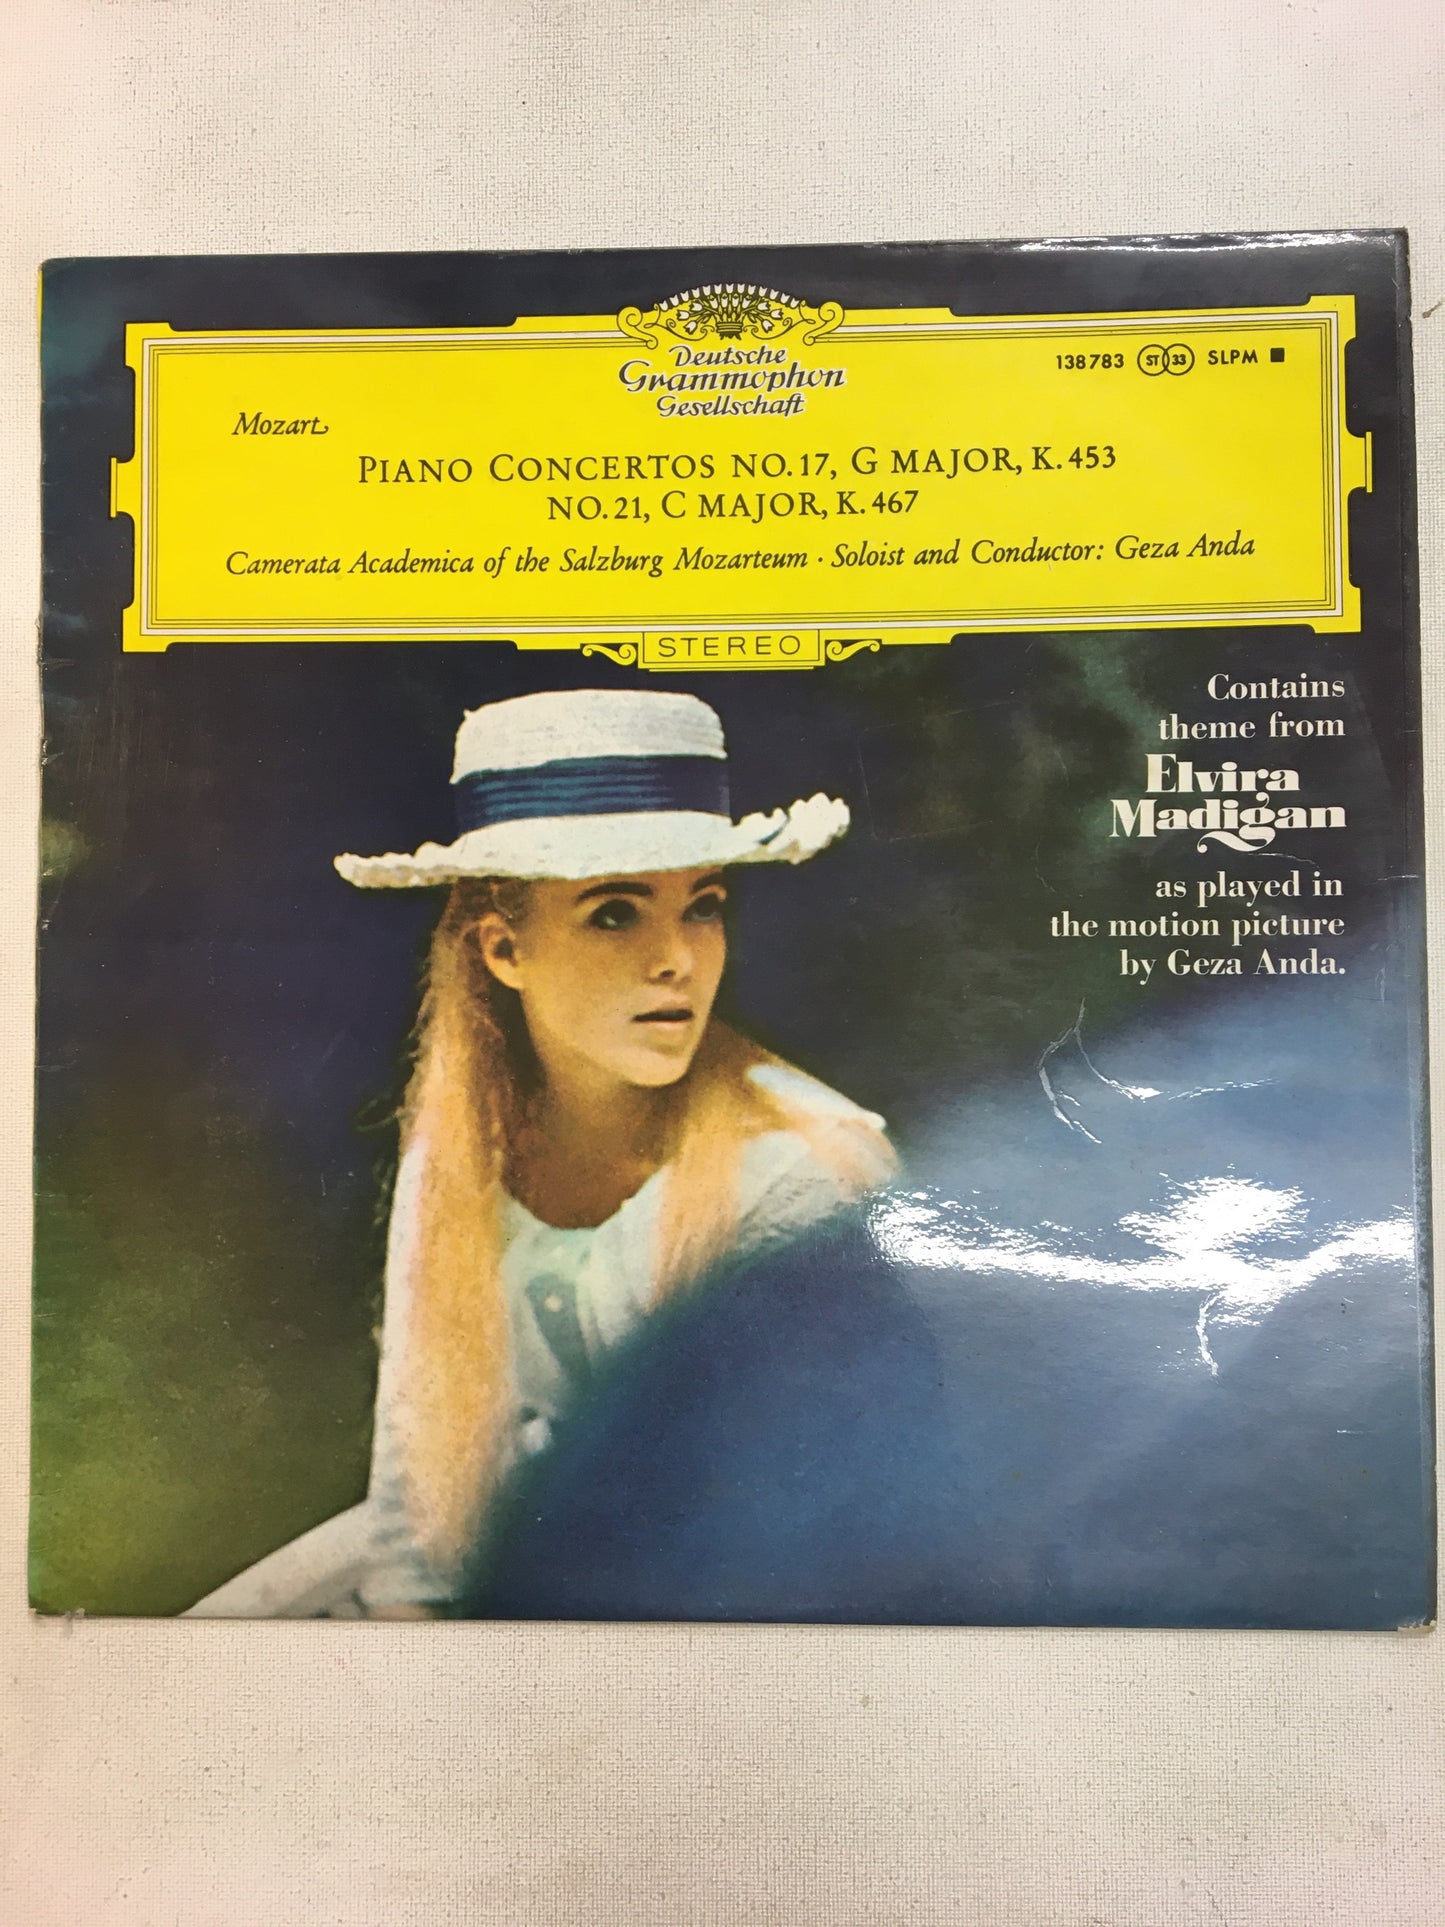 Deutsche
Grammophon
Gesellschaft
138783 ST 33 SLPM
Mozart
PIANO CONCERTOS NO. 17, G MAJOR, K. 453
NO. 21, C MAJOR, K. 467
Camerata Academica of the Salzburg Mozarteum · Soloist and Conductor: Geza Anda
STEREO
Contains
theme from
Elvira
Madigan
as played in
the motion picture
by Geza Anda.